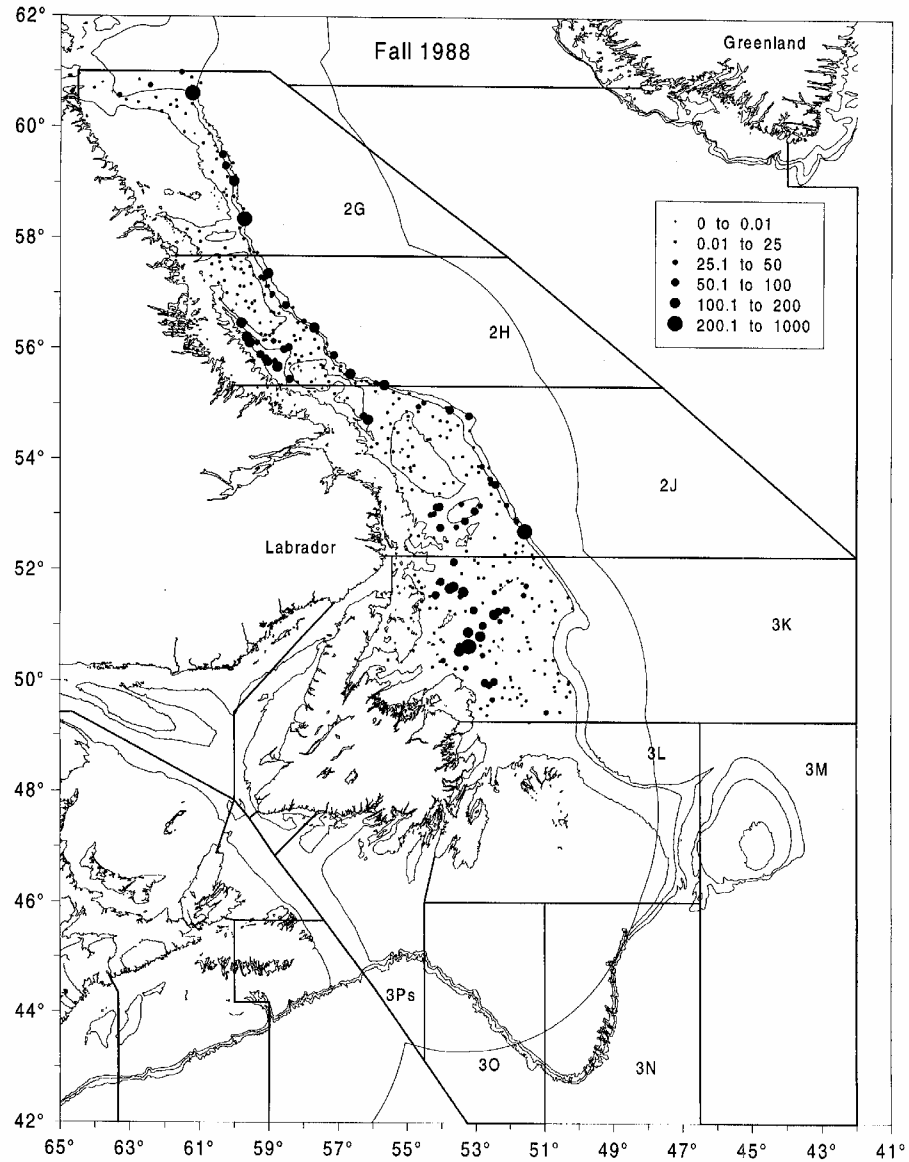 62°
Fall 1988
Greenland
60°
2G
0 to 0.01
0.01 to 25
25.1 to 50
50.1 to 100
100.1 to 200
200.1 to 1000
58°
2H
56°
54°
2J
Labrador
52°
3K
50°
3L
3M
48°
46°
3Ps
44°
3O
3N
42°
65° 63° 61° 59° 57° 55° 53° 51° 49° 47° 45° 43° 41°